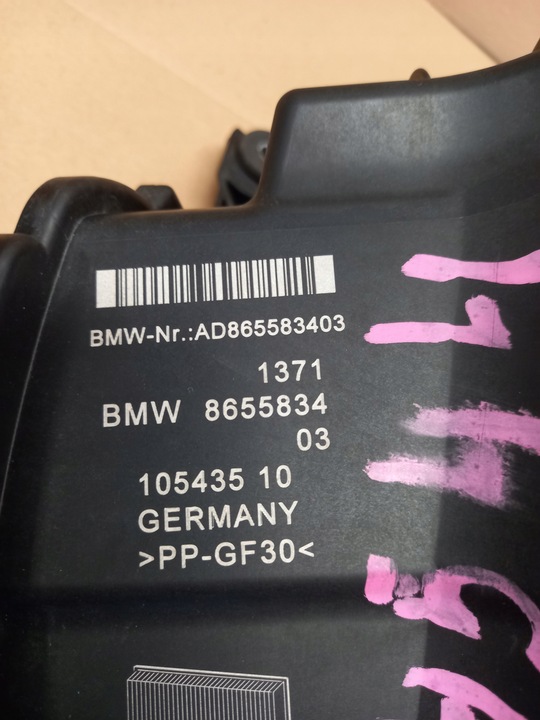 BMW-Nr.:AD865583403
1371
BMW 8655834
03
105435 10
GERMANY
>PP-GF30<